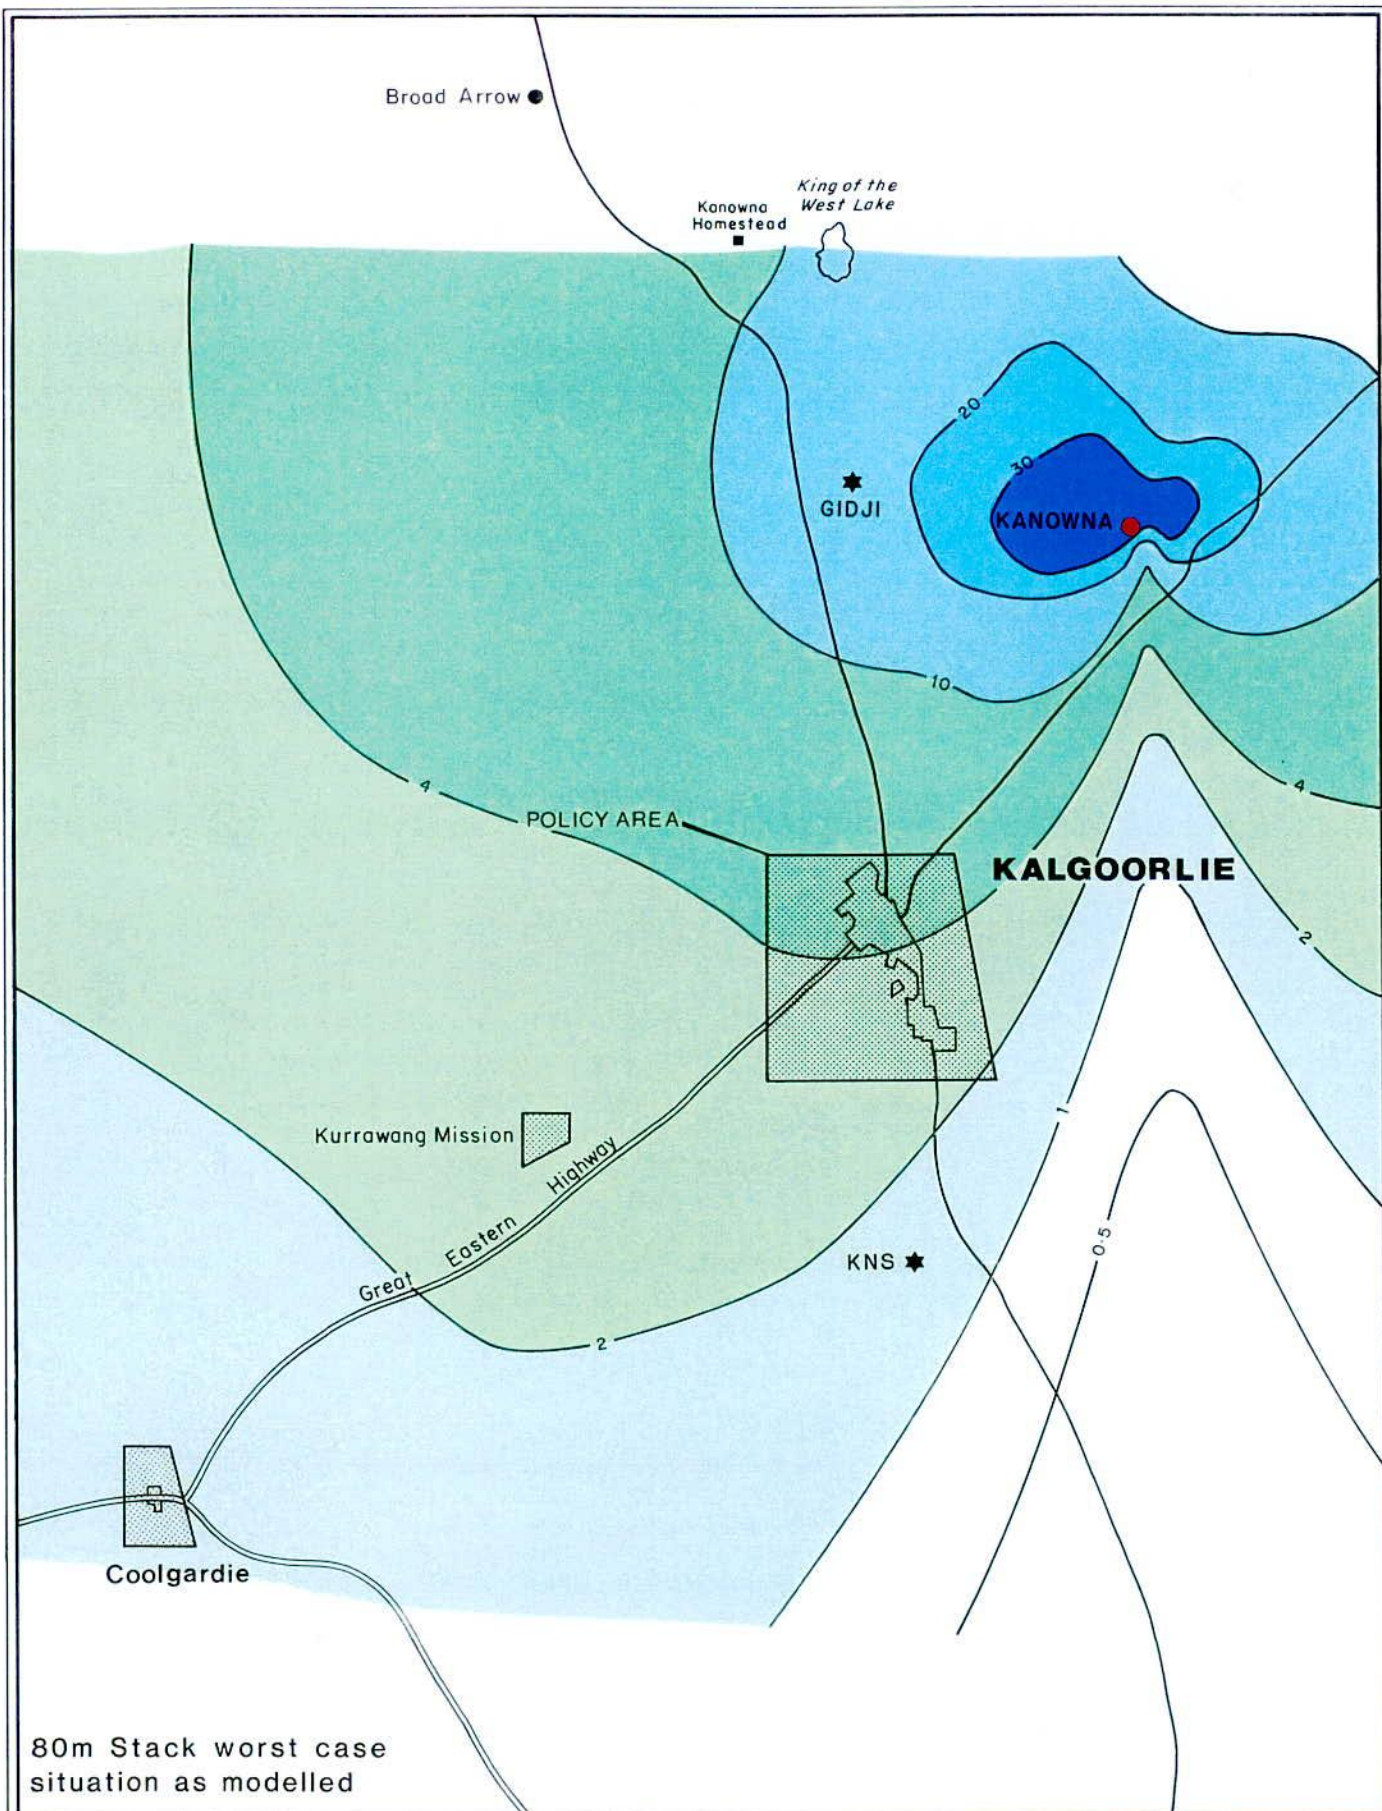 Broad Arrow
King of the
West Lake
Kanowna
Homestead
20
30
GIDJI
KANOWNA
10
4
4
POLICY AREA
KALGOORLIE
2
1
Kurrawang Mission
Great Eastern Highway
0·5
KNS
2
Coolgardie
80m Stack worst case
situation as modelled